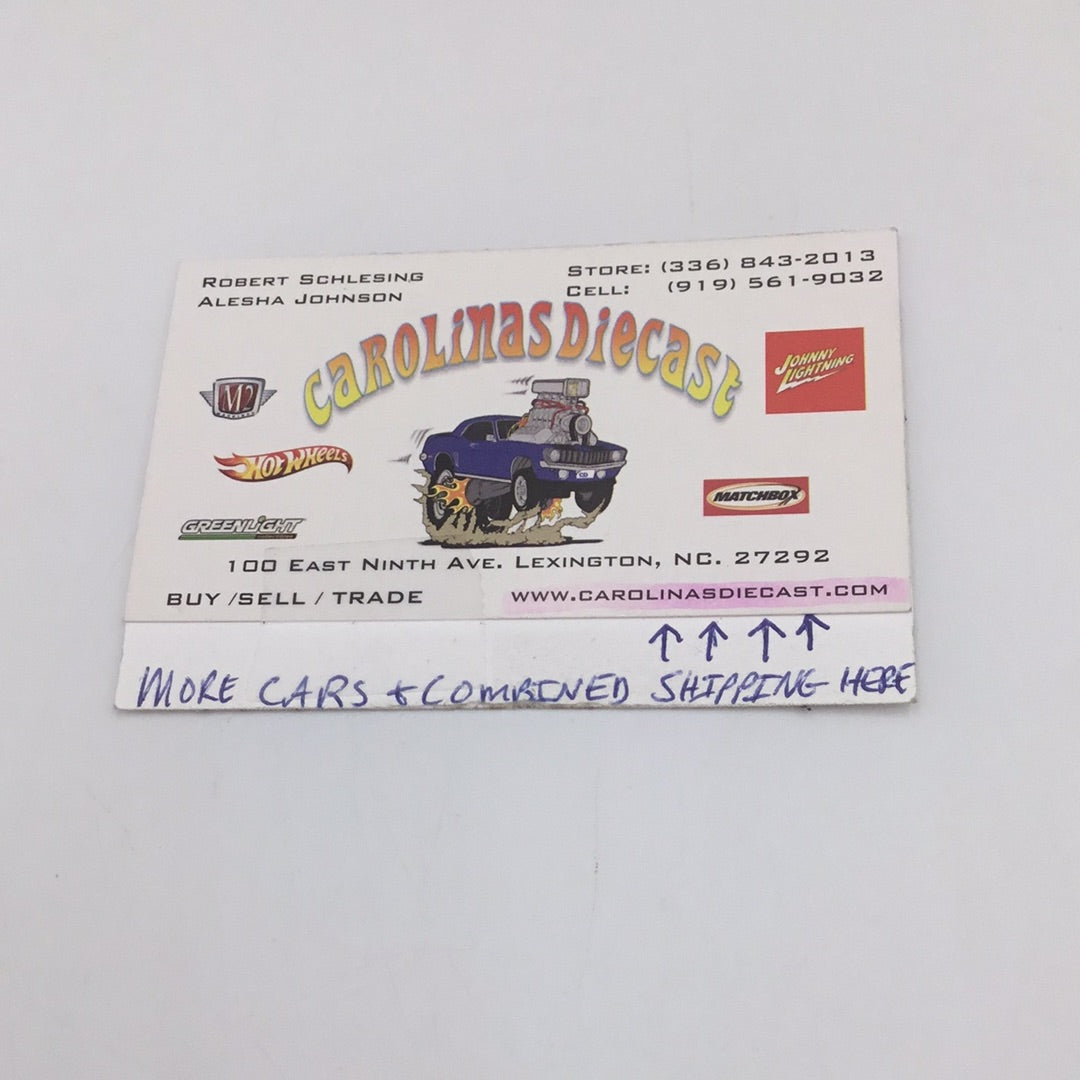 ROBERT SCHLESING
ALESHA JOHNSON
STORE: (336) 843-2013
CELL: (919) 561-9032
CAROLINAS DIECAST
M2
JOHNNY
LIGHTNING
HOT WHEELS
MATCHBOX
GREENLIGHT
100 EAST NINTH AVE. LEXINGTON, NC. 27292
BUY /SELL / TRADE
WWW.CAROLINASDIECAST.COM
MORE CARS & COMBINED SHIPPING HERE